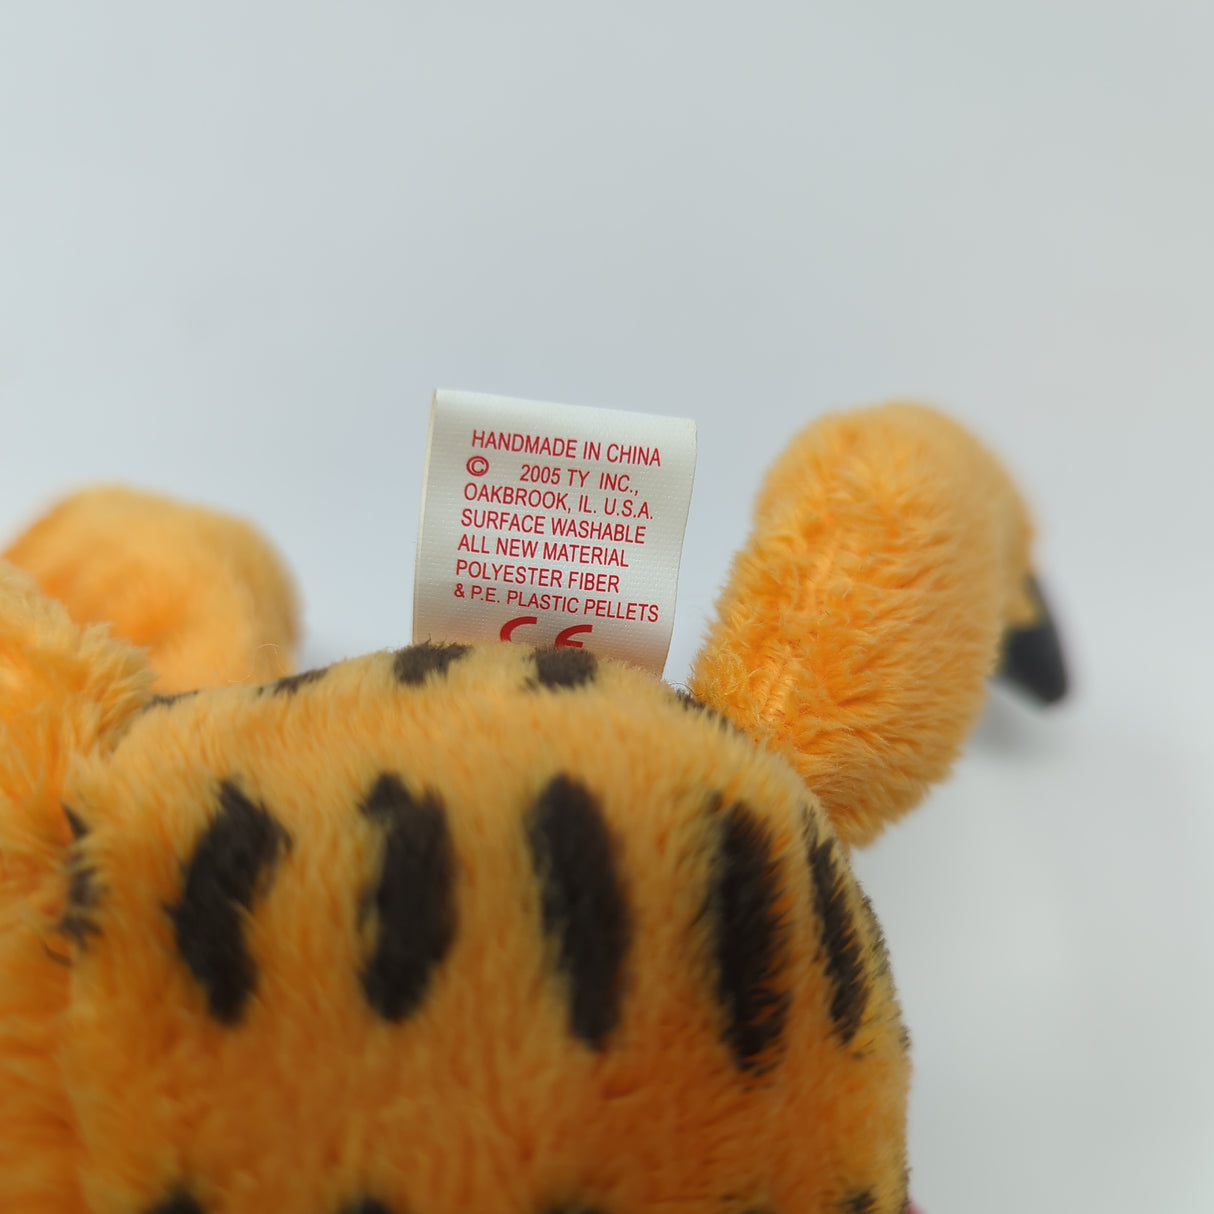 HANDMADE IN CHINA
© 2005 TY INC.,
OAKBROOK, IL. U.S.A.
SURFACE WASHABLE
ALL NEW MATERIAL
POLYESTER FIBER
& P.E. PLASTIC PELLETS
CE